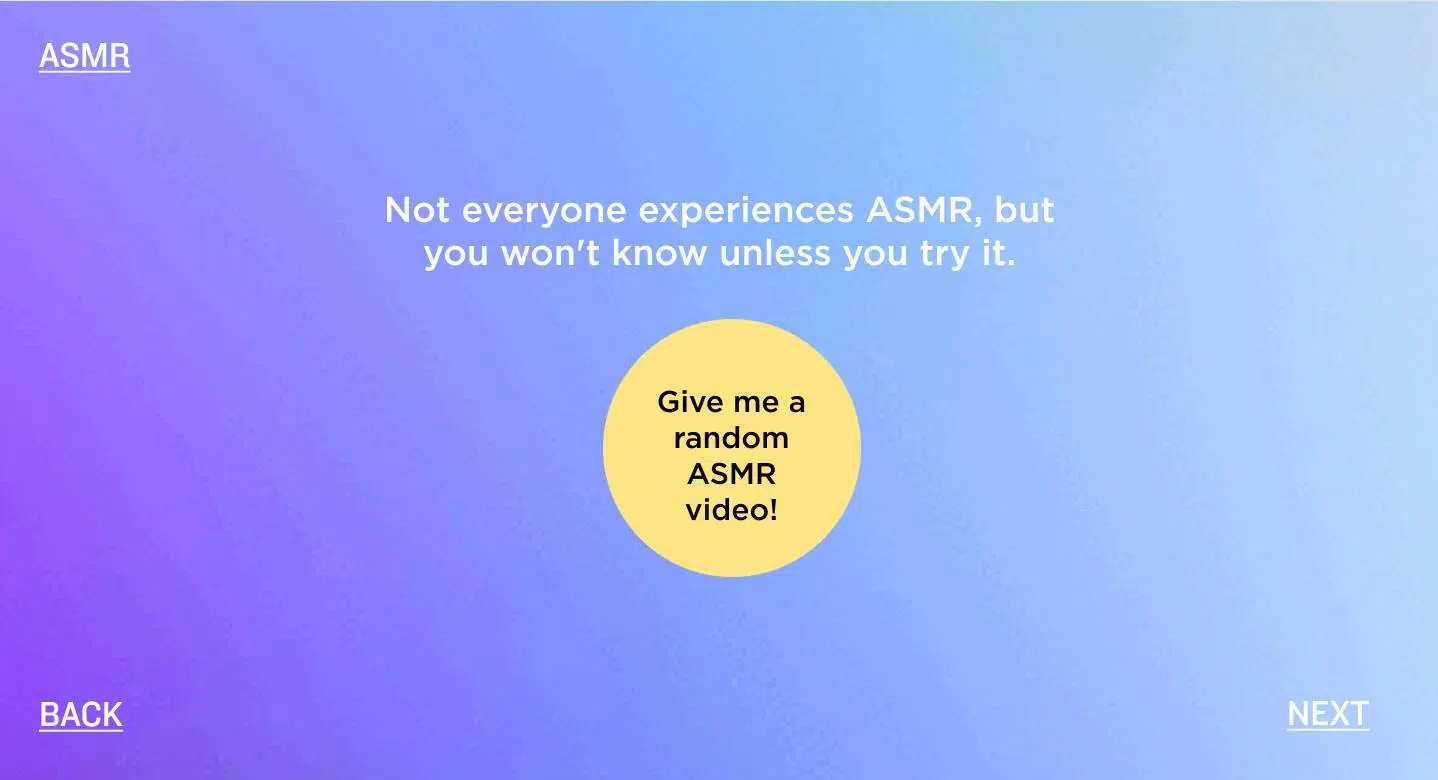 ASMR
Not everyone experiences ASMR, but
you won't know unless you try it.
Give me a
random
ASMR
video!
BACK
NEXT